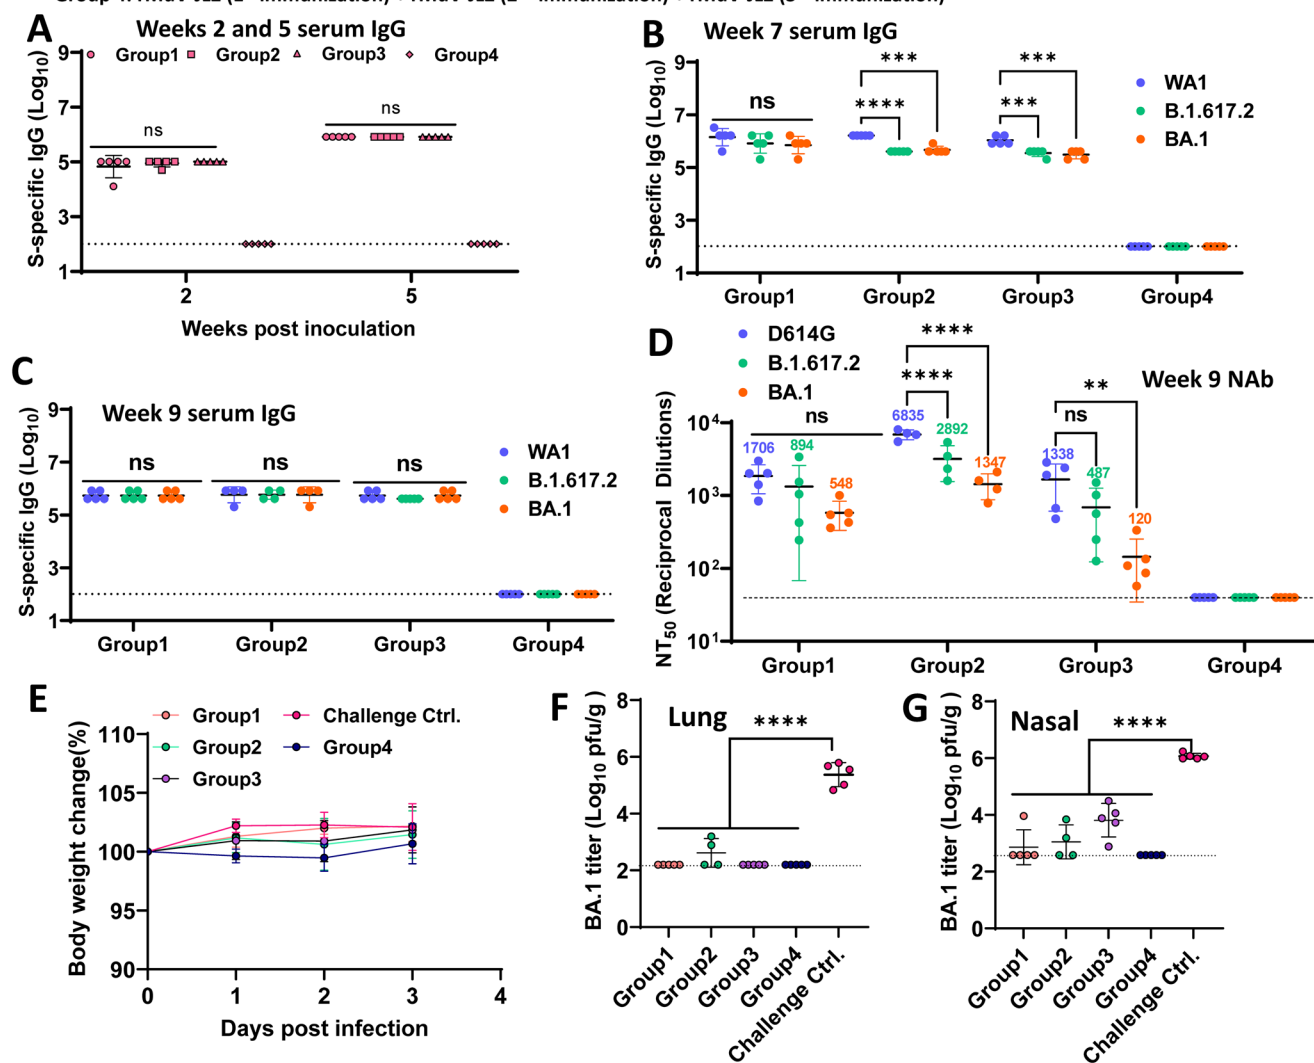 A Weeks 2 and 5 serum IgG
Group1 Group2 Group3 Group4
S-specific IgG (Log10)
9
7
5
3
1
ns
ns
2 5
Weeks post inoculation
B Week 7 serum IgG
S-specific IgG (Log10)
9
7
5
3
1
ns
***
****
***
***
WA1
B.1.617.2
BA.1
Group1 Group2 Group3 Group4
C
Week 9 serum IgG
S-specific IgG (Log10)
9
7
5
3
1
ns ns ns
WA1
B.1.617.2
BA.1
Group1 Group2 Group3 Group4
D
D614G
B.1.617.2
BA.1
Week 9 NAb
NT50 (Reciprocal Dilutions)
10^4
10^3
10^2
10^1
ns
****
****
**
ns
1706 894 548
6835 2892 1347
1338 487 120
Group1 Group2 Group3 Group4
E
Group1 Challenge Ctrl.
Group2 Group4
Group3
Body weight change(%)
110
105
100
95
90
0 1 2 3 4
Days post infection
F Lung
****
BA.1 titer (Log10 pfu/g )
8
6
4
2
0
Group1 Group2 Group3 Group4 Challenge Ctrl.
G Nasal
****
BA.1 titer (Log10 pfu/g )
8
6
4
2
0
Group1 Group2 Group3 Group4 Challenge Ctrl.